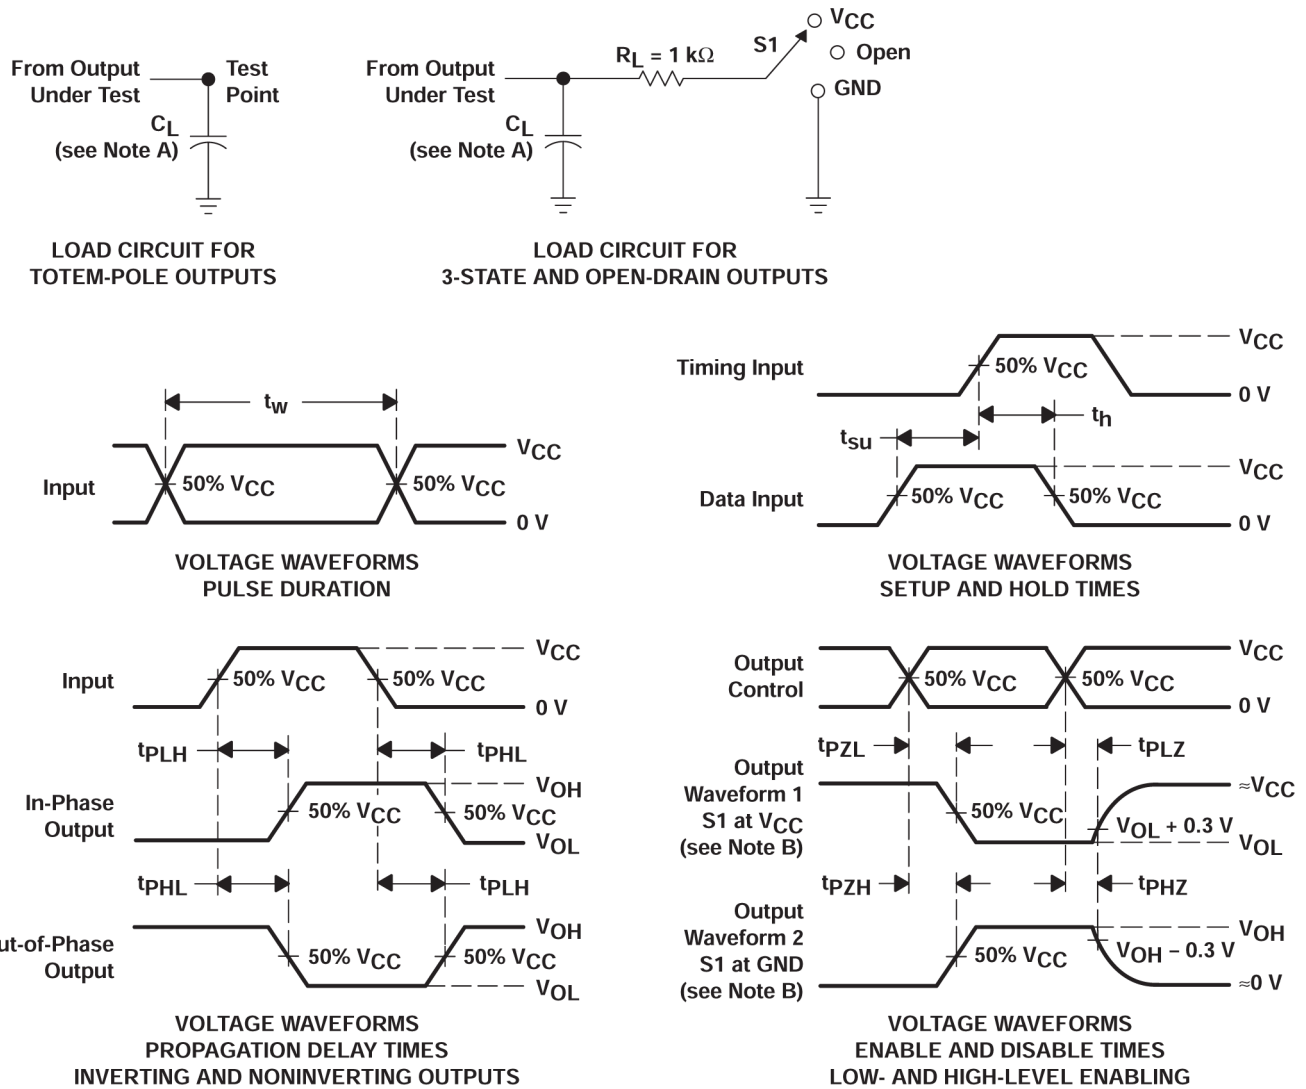 From Output
Under Test
Test
Point
CL
(see Note A)
LOAD CIRCUIT FOR
TOTEM-POLE OUTPUTS
From Output
Under Test
RL = 1 kΩ
S1
VCC
Open
GND
CL
(see Note A)
LOAD CIRCUIT FOR
3-STATE AND OPEN-DRAIN OUTPUTS
tw
Input
50% VCC
50% VCC
VCC
0 V
VOLTAGE WAVEFORMS
PULSE DURATION
Timing Input
50% VCC
VCC
0 V
tsu
th
Data Input
50% VCC
50% VCC
VCC
0 V
VOLTAGE WAVEFORMS
SETUP AND HOLD TIMES
Input
50% VCC
50% VCC
VCC
0 V
tPLH
tPHL
In-Phase
Output
50% VCC
50% VCC
VOH
VOL
tPHL
tPLH
ut-of-Phase
Output
50% VCC
50% VCC
VOH
VOL
VOLTAGE WAVEFORMS
PROPAGATION DELAY TIMES
INVERTING AND NONINVERTING OUTPUTS
Output
Control
50% VCC
50% VCC
VCC
0 V
tPZL
tPLZ
Output
Waveform 1
S1 at VCC
(see Note B)
50% VCC
≈VCC
VOL + 0.3 V
VOL
tPZH
tPHZ
Output
Waveform 2
S1 at GND
(see Note B)
50% VCC
VOH
VOH − 0.3 V
≈0 V
VOLTAGE WAVEFORMS
ENABLE AND DISABLE TIMES
LOW- AND HIGH-LEVEL ENABLING